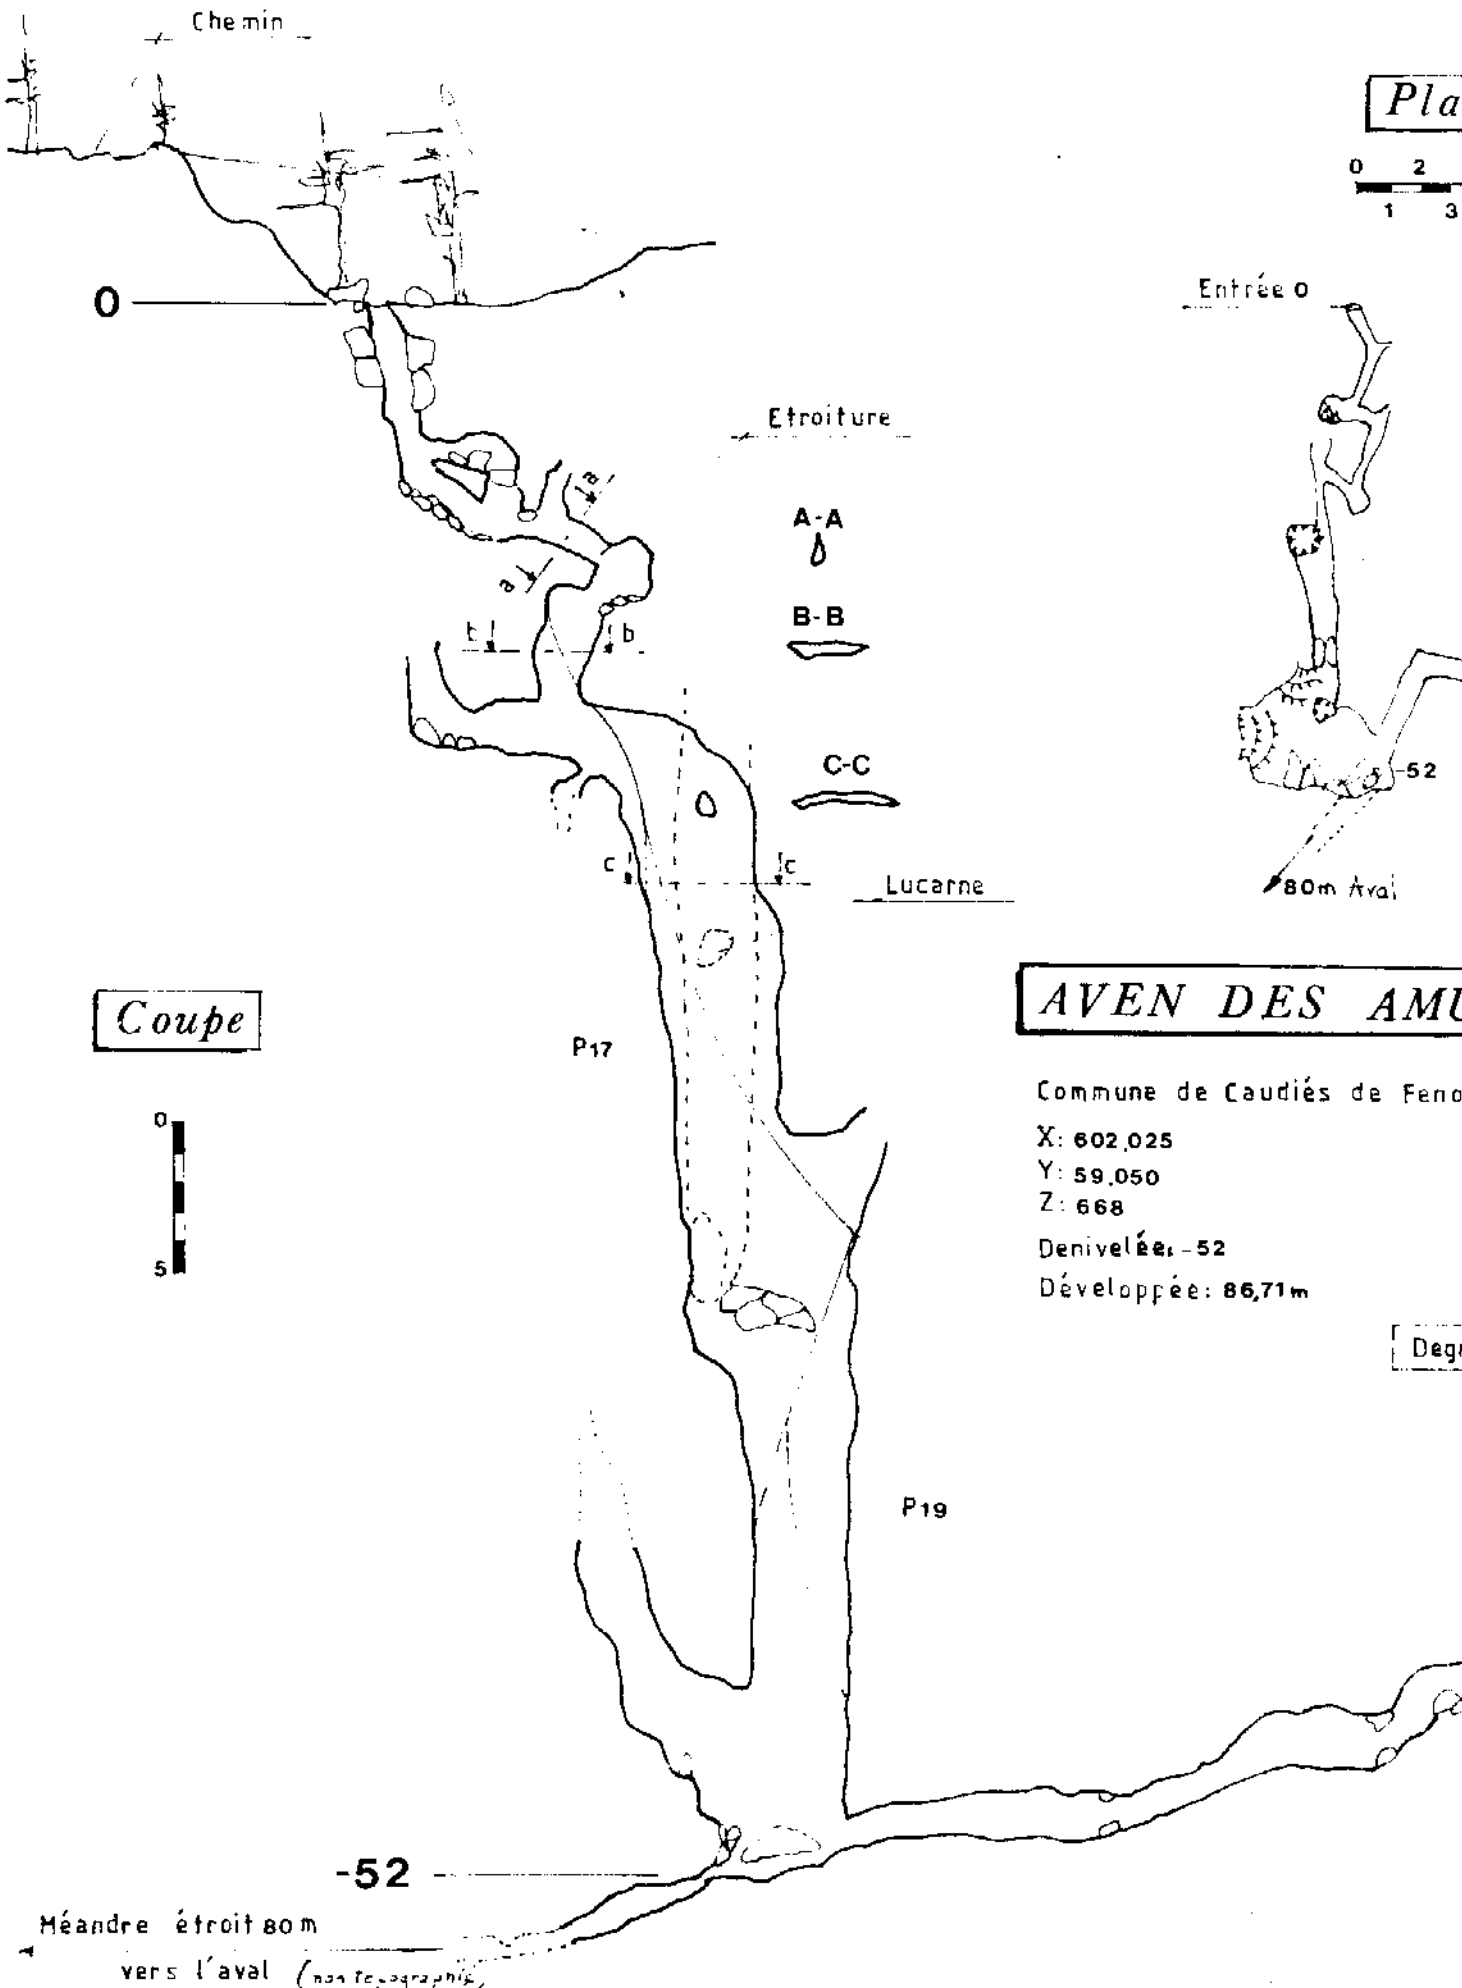 Chemin
Pla
0 2
1 3
0
Entrée 0
Etroiture
a
A-A
a
B-B
b b
C-C
-52
c c
80m Aval
Lucarne
AVEN DES AMU
Coupe
P17
Commune de Caudiés de Feno
0
X: 602,025
Y: 59,050
Z: 668
Denivelée: -52
5
Développée: 86,71m
Deg
P19
-52
Méandre étroit 80m
vers l'aval (non topographié)